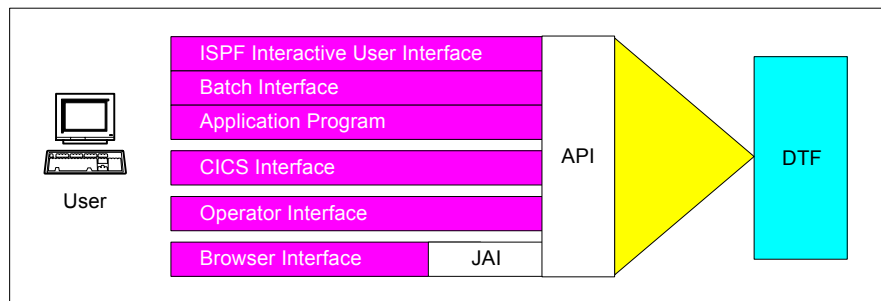 ISPF Interactive User Interface
Batch Interface
Application Program
CICS Interface
Operator Interface
Browser Interface
JAI
API
DTF
User